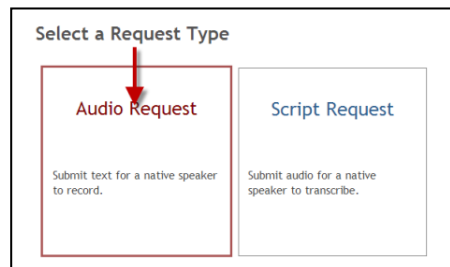 Select a Request Type
Audio Request
Submit text for a native speaker
to record.
Script Request
Submit audio for a native
speaker to transcribe.